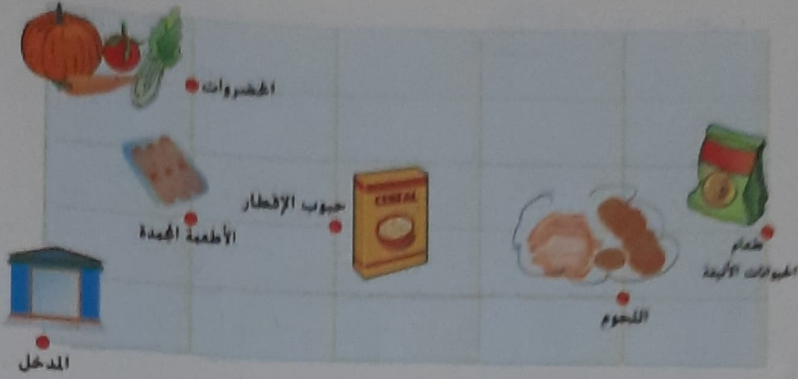 الخضروات
CEREAL
حبوب الإفطار
الأطعمة المجمدة
طعام
الحيوانات الأليفة
اللحوم
المدخل